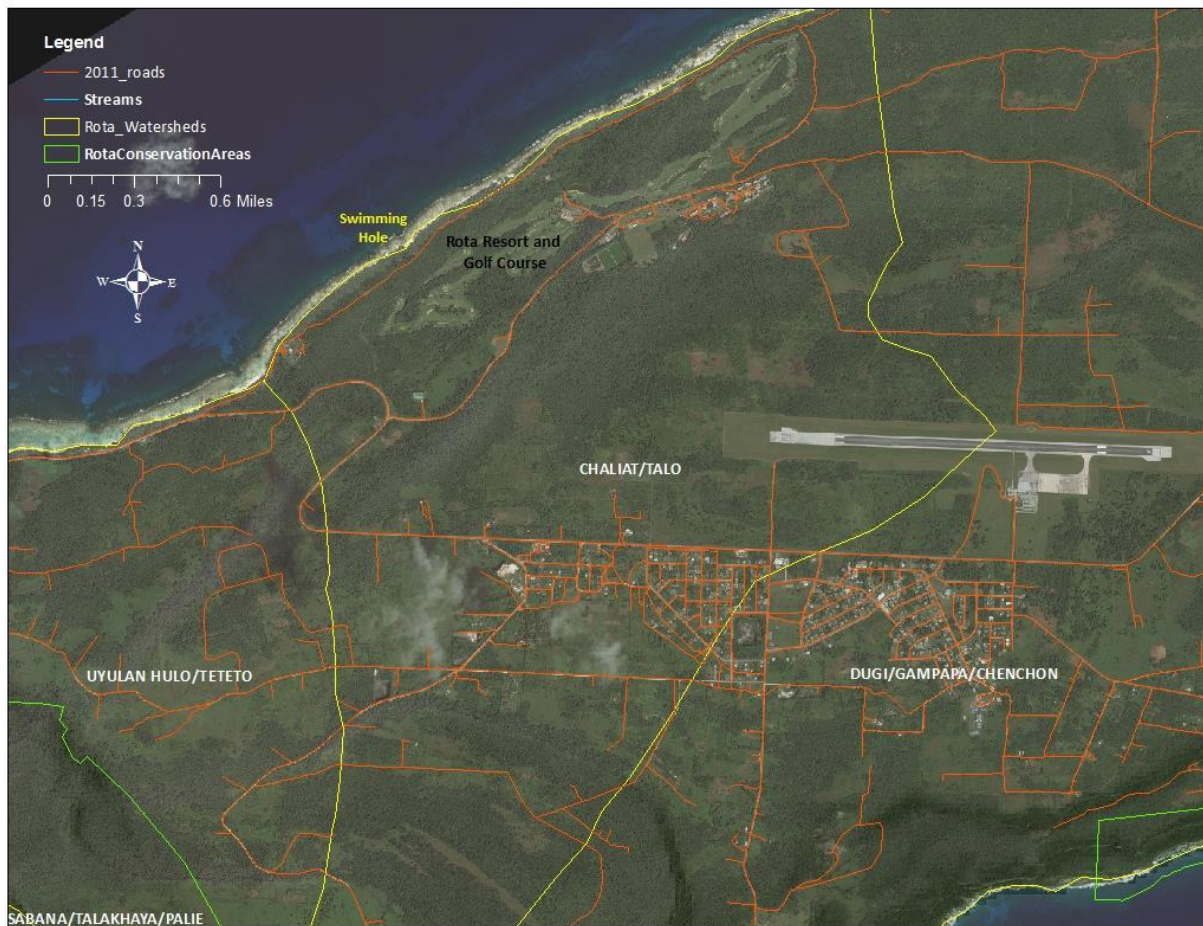 Legend
2011_roads
Streams
Rota_Watersheds
RotaConservationAreas
0 0.15 0.3 0.6 Miles
N
W E
S
Swimming
Hole
Rota Resort and
Golf Course
CHALIAT/TALO
UYULAN HULO/TETETO
DUGI/GAMPAPA/CHENCHON
SABANA/TALAKHAYA/PALIE